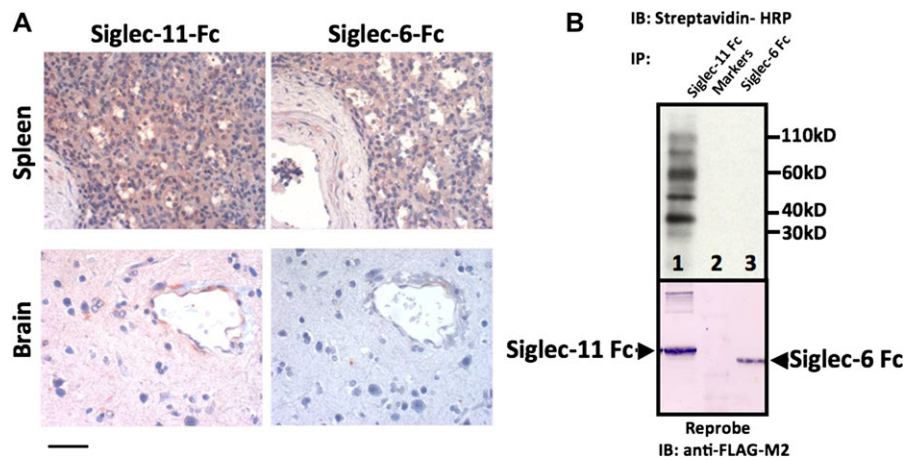 A
Siglec-11-Fc
Siglec-6-Fc
Spleen
Brain
B
IB: Streptavidin- HRP
IP:
Siglec-11 Fc
Markers
Siglec-6 Fc
110kD
60kD
40kD
30kD
1 2 3
Siglec-11 Fc
Siglec-6 Fc
Reprobe
IB: anti-FLAG-M2